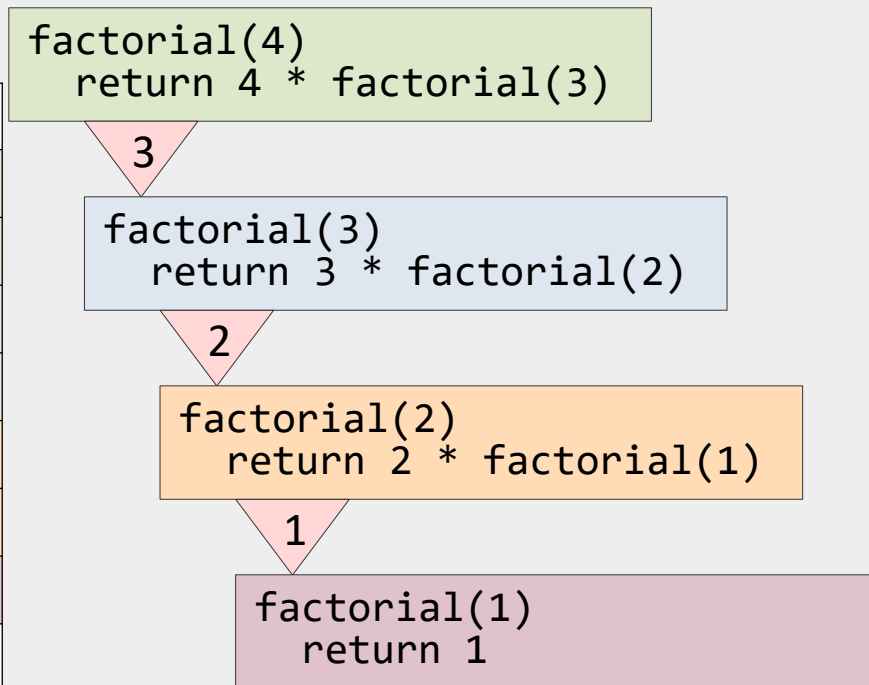 factorial(4)
return 4 * factorial(3)
3
factorial(3)
return 3 * factorial(2)
2
factorial(2)
return 2 * factorial(1)
1
factorial(1)
return 1